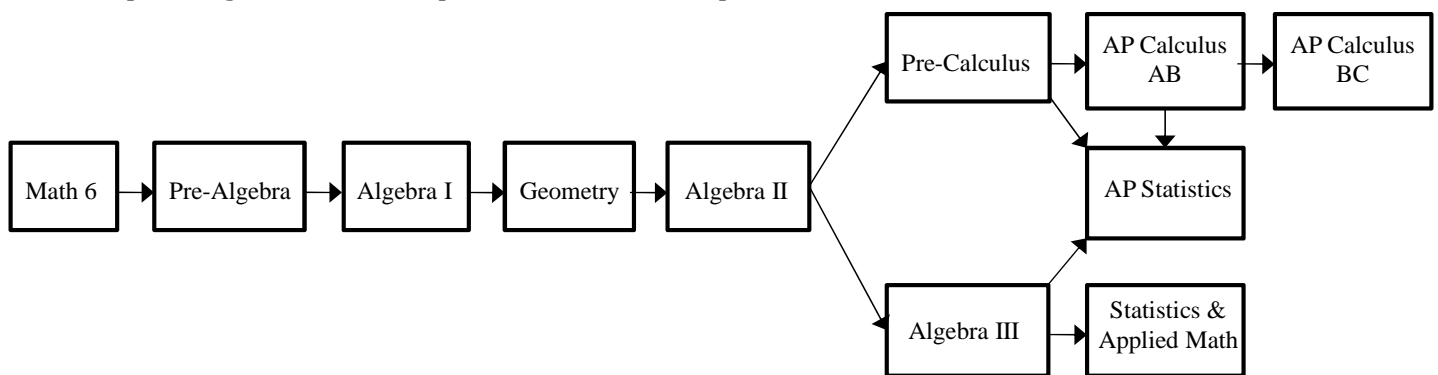 Pre-Calculus
AP Calculus
AB
AP Calculus
BC
Math 6
Pre-Algebra
Algebra I
Geometry
Algebra II
AP Statistics
Algebra III
Statistics &
Applied Math